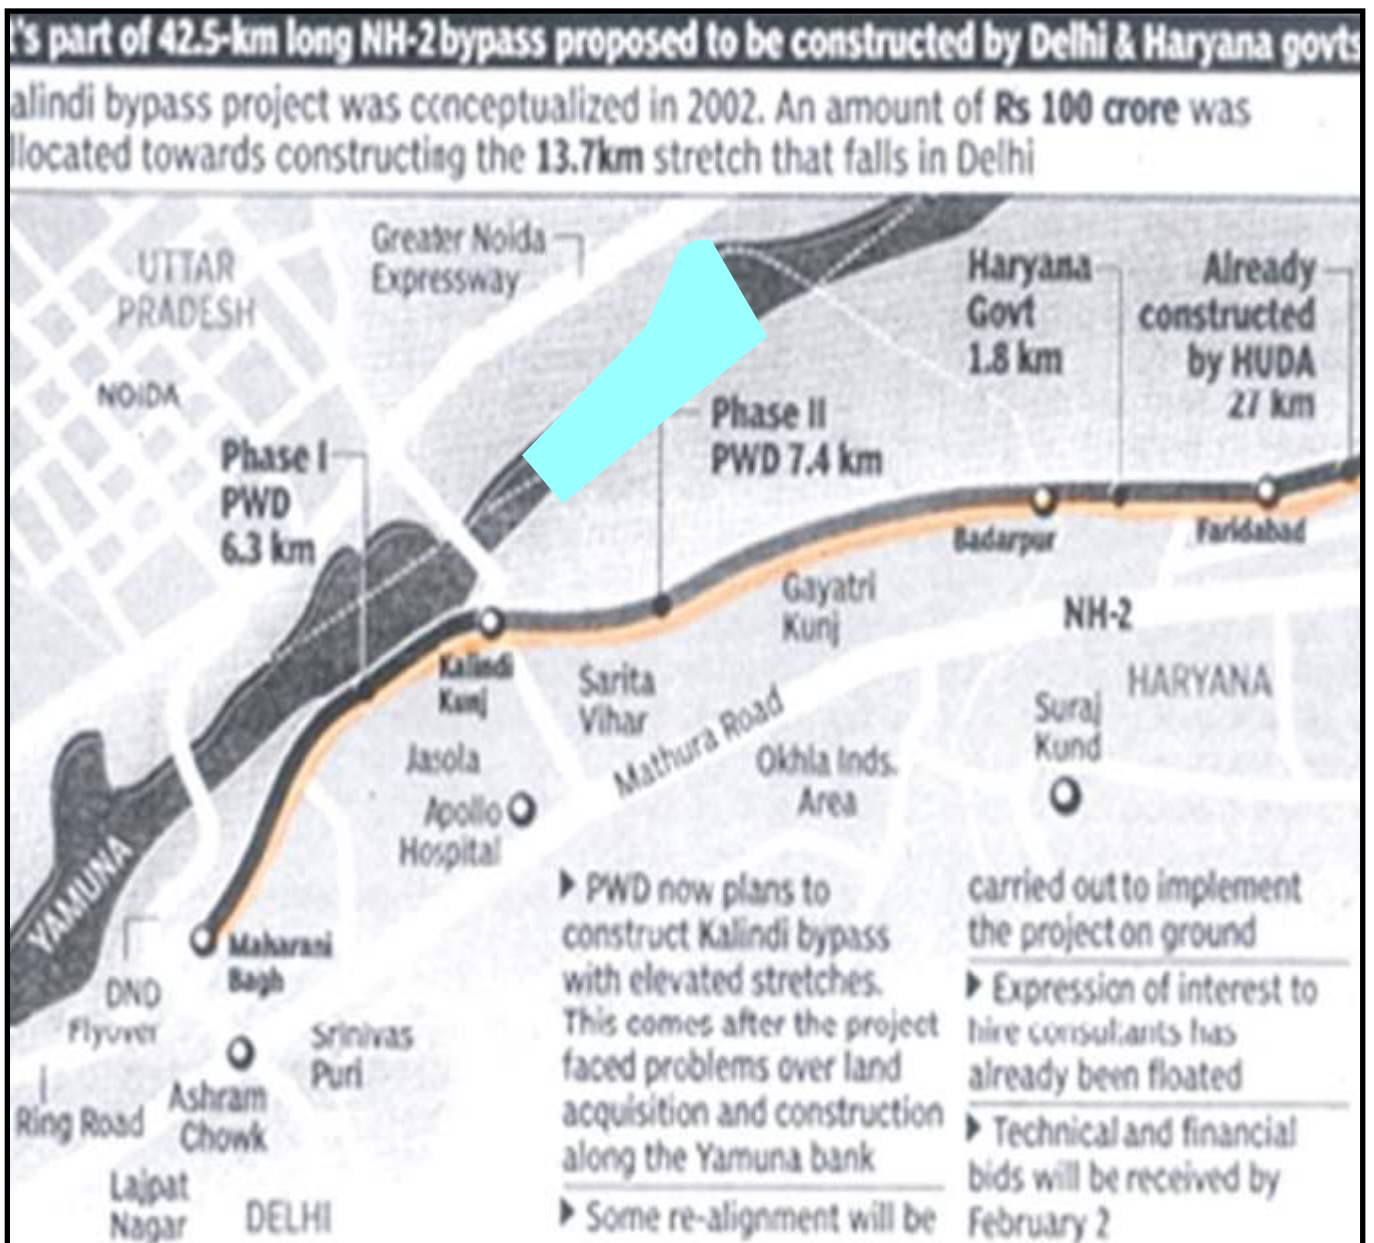 's part of 42.5-km long NH-2 bypass proposed to be constructed by Delhi & Haryana govts
alindi bypass project was conceptualized in 2002. An amount of Rs 100 crore was
llocated towards constructing the 13.7km stretch that falls in Delhi
UTTAR
PRADESH
NOIDA
Greater Noida
Expressway
Haryana
Govt
1.8 km
Already
constructed
by HUDA
27 km
Phase I
PWD
6.3 km
Phase II
PWD 7.4 km
Badarpur
Faridabad
Gayatri
Kunj
NH-2
Kalindi
Kunj
Sarita
Vihar
HARYANA
Mathura Road
Suraj
Kund
Jasola
Okhla Inds.
Area
Apollo
Hospital
YAMUNA
Maharani
Bagh
DND
Flyover
Srinivas
Puri
Ring Road
Ashram
Chowk
Lajpat
Nagar
DELHI
PWD now plans to
construct Kalindi bypass
with elevated stretches.
This comes after the project
faced problems over land
acquisition and construction
along the Yamuna bank
Some re-alignment will be
carried out to implement
the project on ground
Expression of interest to
hire consultants has
already been floated
Technical and financial
bids will be received by
February 2